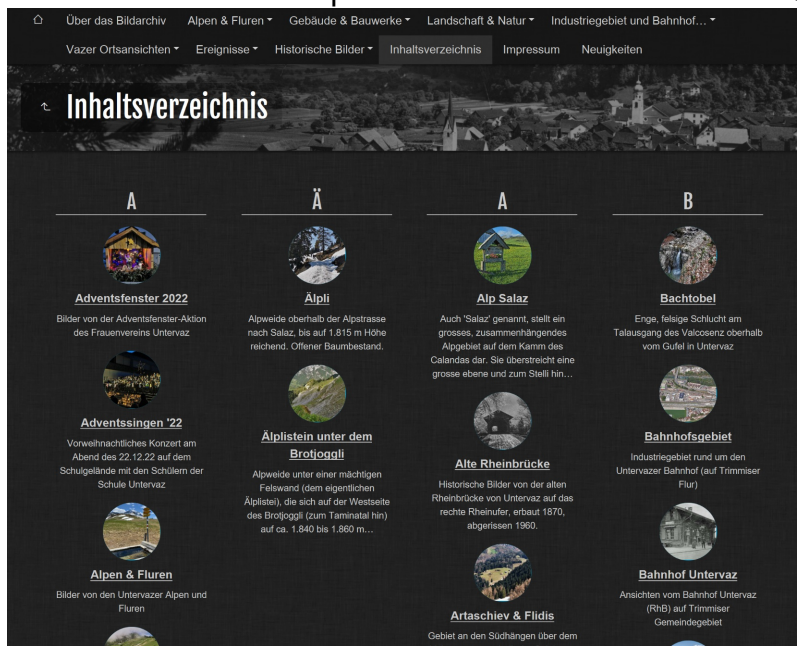 Über das Bildarchiv Alpen & Fluren Gebäude & Bauwerke Landschaft & Natur Industriegebiet und Bahnhof…
Vazer Ortsansichten Ereignisse Historische Bilder Inhaltsverzeichnis Impressum Neuigkeiten
Inhaltsverzeichnis
A
Adventsfenster 2022
Bilder von der Adventsfenster-Aktion
des Frauenvereins Untervaz
Adventssingen '22
Vorweihnachtliches Konzert am
Abend des 22.12.22 auf dem
Schulgelände mit den Schülern der
Schule Untervaz
Alpen & Fluren
Bilder von den Untervazer Alpen und
Fluren
Ä
Älpli
Alpweide oberhalb der Alpstrasse
nach Salaz, bis auf 1.815 m Höhe
reichend. Offener Baumbestand.
Älplistein unter dem
Brotjoggli
Alpweide unter einer mächtigen
Felswand (dem eigentlichen
Älplistei), die sich auf der Westseite
des Brotjoggli (zum Taminatal hin)
auf ca. 1.840 bis 1.860 m…
A
Alp Salaz
Auch 'Salaz' genannt, stellt ein
grosses, zusammenhängendes
Alpgebiet auf dem Kamm des
Calandas dar. Sie überstreicht eine
grosse ebene und zum Stelli hin…
Alte Rheinbrücke
Historische Bilder von der alten
Rheinbrücke von Untervaz auf das
rechte Rheinufer, erbaut 1870,
abgerissen 1960.
Artaschiev & Flidis
Gebiet an den Südhängen über dem
B
Bachtobel
Enge, felsige Schlucht am
Talausgang des Valcosenz oberhalb
vom Gufel in Untervaz
Bahnhofsgebiet
Industriegebiet rund um den
Untervazer Bahnhof (auf Trimmiser
Flur)
Bahnhof Untervaz
Ansichten vom Bahnhof Untervaz
(RhB) auf Trimmiser
Gemeindegebiet